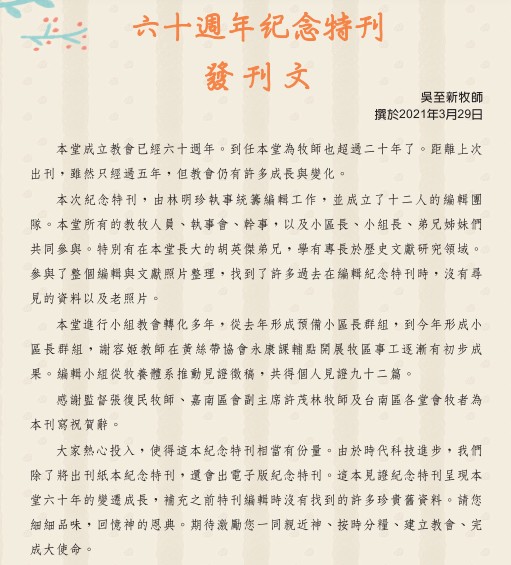 六十週年紀念特刊
發刊文
吳至新牧師
撰於2021年3月29日
本堂成立教會已經六十週年。到任本堂為牧師也超過二十年了。距離上次
出刊，雖然只經過五年，但教會仍有許多成長與變化。
本次紀念特刊，由林明珍執事統籌編輯工作，並成立了十二人的編輯團
隊。本堂所有的教牧人員、執事會、幹事，以及小區長、小組長、弟兄姊妹們
共同參與。特別有在本堂長大的胡英傑弟兄，學有專長於歷史文獻研究領域。
參與了整個編輯與文獻照片整理，找到了許多過去在編輯紀念特刊時，沒有尋
見的資料以及老照片。
本堂進行小組教會轉化多年，從去年形成預備小區長群組，到今年形成小
區長群組，謝容姬教師在黃絲帶協會永康課輔點開展牧區事工逐漸有初步成
果。編輯小組從牧養體系推動見證徵稿，共得個人見證九十二篇。
感謝監督張復民牧師、嘉南區會副主席許茂林牧師及台南區各堂會牧者為
本刊寫祝賀辭。
大家熱心投入，使得這本紀念特刊相當有份量。由於時代科技進步，我們
除了將出刊紙本紀念特刊，還會出電子版紀念特刊。這本見證紀念特刊呈現本
堂六十年的變遷成長，補充之前特刊編輯時沒有找到的許多珍貴舊資料。請您
細細品味，回憶神的恩典。期待激勵您一同親近神、按時分糧、建立教會、完
成大使命。